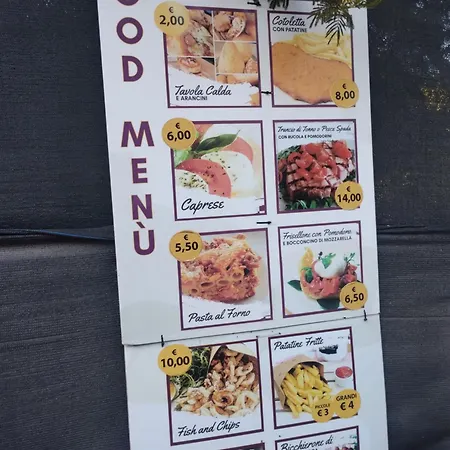 OOD MENÙ
€ 2,00
Tavola Calda
E ARANCINI
Cotoletta
CON PATATINE
€ 8,00
€ 6,00
Caprese
Trancio di Tonno o Pesce Spada
CON RUCOLA E POMODORINI
€ 14,00
€ 5,50
Pasta al Forno
Frisellone con Pomodoro
E BOCCONCINO DI MOZZARELLA
€ 6,50
€ 10,00
Fish and Chips
Patatine Fritte
PICCOLE € 3
GRANDI € 4
Bicchierone di